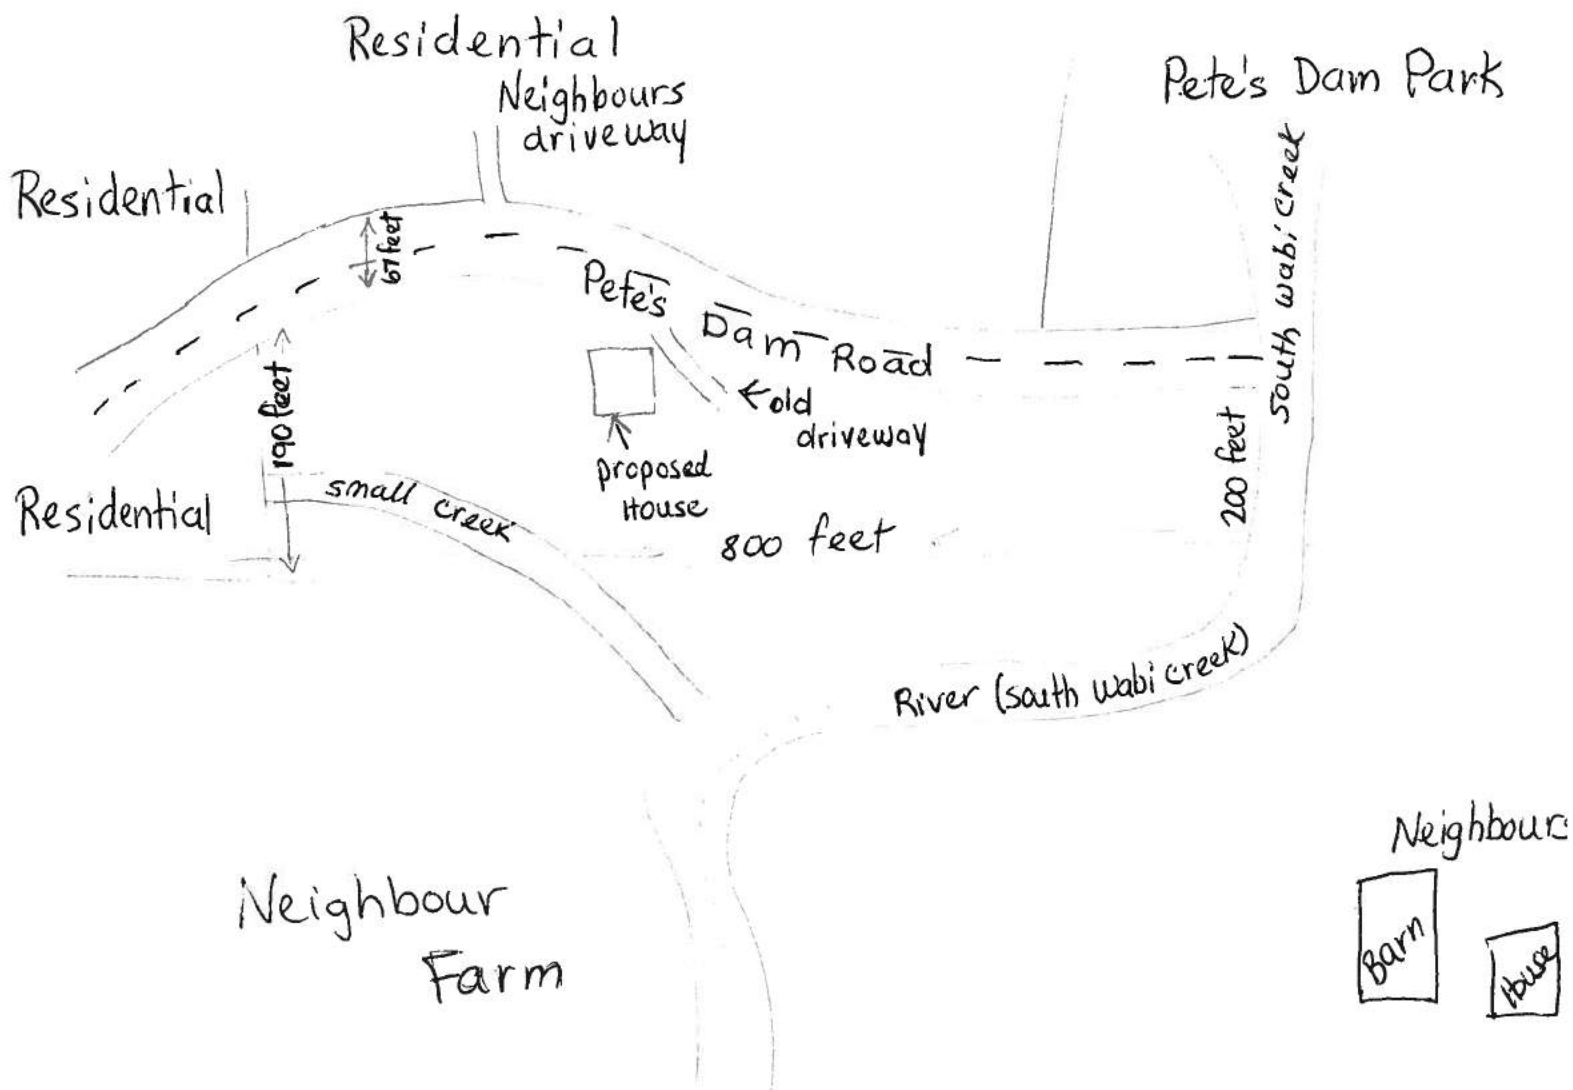 Residential
Pete's Dam Park
Neighbours
driveway
Residential
South wabi creek
67 feet
Pete's Dam Road
190 feet
old
driveway
200 feet
proposed
House
Residential
small creek
800 feet
River (south wabi creek)
Neighbours
Neighbour
Farm
Barn
House